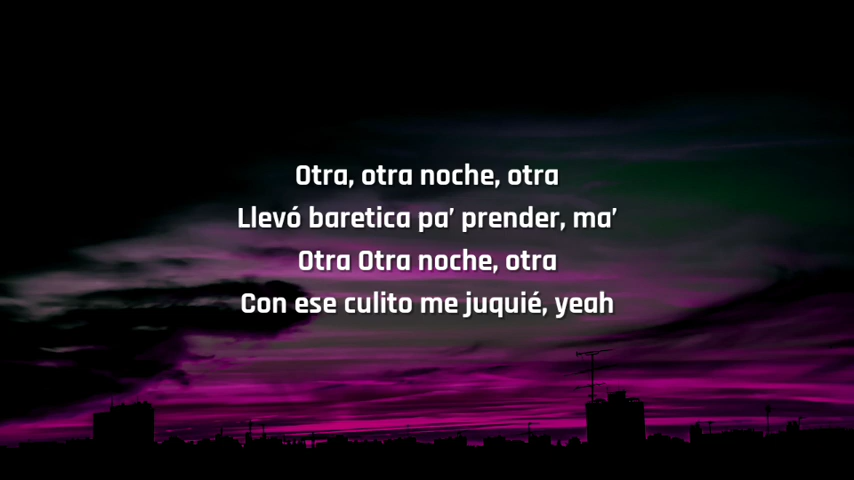 Otra, otra noche, otra
Llevó baretica pa’ prender, ma’
Otra Otra noche, otra
Con ese culito me juquié, yeah